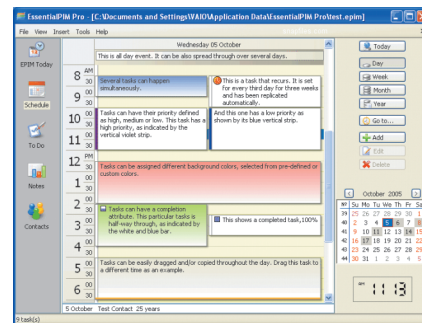 EssentialPIM Pro - [C:\Documents and Settings\VAIO\Application Data\EssentialPIM Pro\test.epim]
File View Insert Tools Help
Wednesday 05 October
This is all day event. It can be also spread through over several days.
EPIM Today
Schedule
To Do
Notes
Contacts
8 AM
30
9 00
30
10 00
30
11 00
30
12 PM
30
1 00
30
2 00
30
3 00
30
4 00
30
5 00
30
6 00
30
Several tasks can happen
simultaneously.
This is a task that recurs. It is set
for every third day for three weeks
and has been replicated
automatically.
Tasks can have their priority defined
as high, medium or low. This task has a
high priority, as indicated by the
vertical violet strip.
And this one has a low priority as
shown by its blue vertical strip.
Tasks can be assigned different background colors, selected from pre-defined or
custom colors.
Tasks can have a completion
attribute. This particular tasks is
half-way through, as indicated by
the white and blue bar.
This shows a completed task,100%
Tasks can be easily dragged and/or copied throughout the day. Drag this task to
a different time as an example.
5 October Test Contact 25 years
9 task(s)
Today
Day
Week
Month
Year
Go to...
Add
Edit
Delete
October 2005
Nº Su Mo Tu We Th Fr Sa
39 25 26 27 28 29 30 1
40 2 3 4 5 6 7 8
41 9 10 11 12 13 14 15
42 16 17 18 19 20 21 22
43 23 24 25 26 27 28 29
44 30 31 1 2 3 4 5
11 13